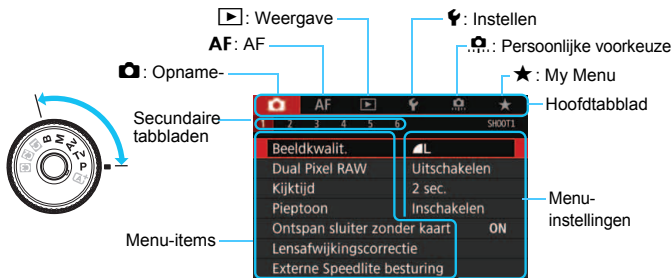 ▶: Weergave
: Instellen
AF: AF
: Persoonlijke voorkeuze
: Opname-
★: My Menu
AF
★
Hoofdtabblad
Secundaire
tabbladen
1 2 3 4 5 6 SHOOT1
Beeldkwalit. L
Dual Pixel RAW Uitschakelen
Kijktijd 2 sec.
Pieptoon Inschakelen
Ontspan sluiter zonder kaart ON
Lensafwijkingscorrectie
Externe Speedlite besturing
Menu-
instellingen
Menu-items
B M Av Tv P A+